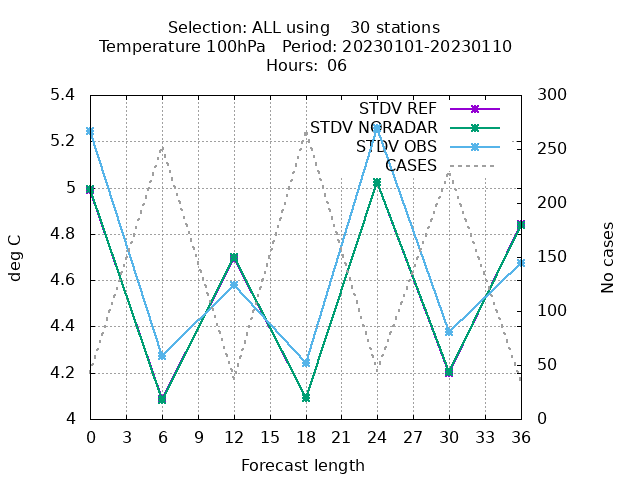 Selection: ALL using    30 stations
Temperature 100hPa   Period: 20230101-20230110
Hours: 06
STDV REF
STDV NORADAR
STDV OBS
CASES
5.4
5.2
5
4.8
4.6
4.4
4.2
4
300
250
200
150
100
50
0
deg C
No cases
0 3 6 9 12 15 18 21 24 27 30 33 36
Forecast length